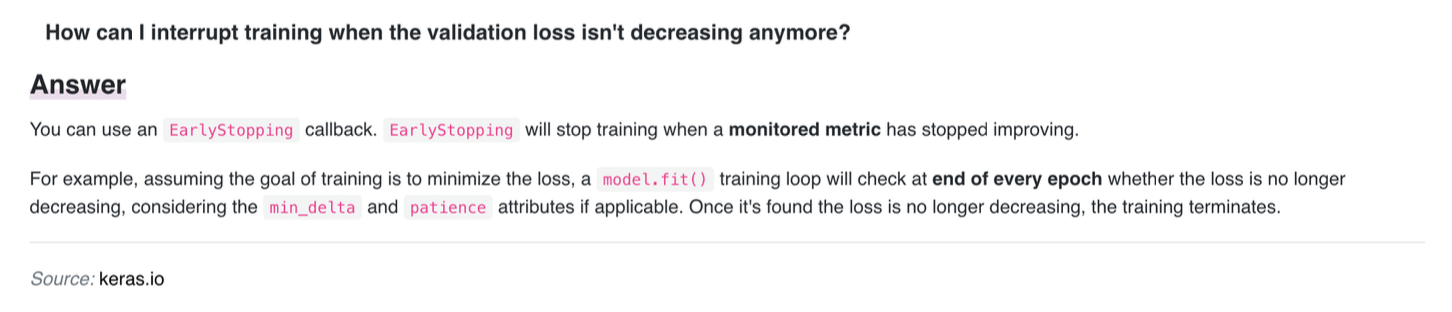 How can I interrupt training when the validation loss isn't decreasing anymore?
Answer
You can use an EarlyStopping callback. EarlyStopping will stop training when a monitored metric has stopped improving.
For example, assuming the goal of training is to minimize the loss, a model.fit() training loop will check at end of every epoch whether the loss is no longer
decreasing, considering the min_delta and patience attributes if applicable. Once it's found the loss is no longer decreasing, the training terminates.
Source: keras.io